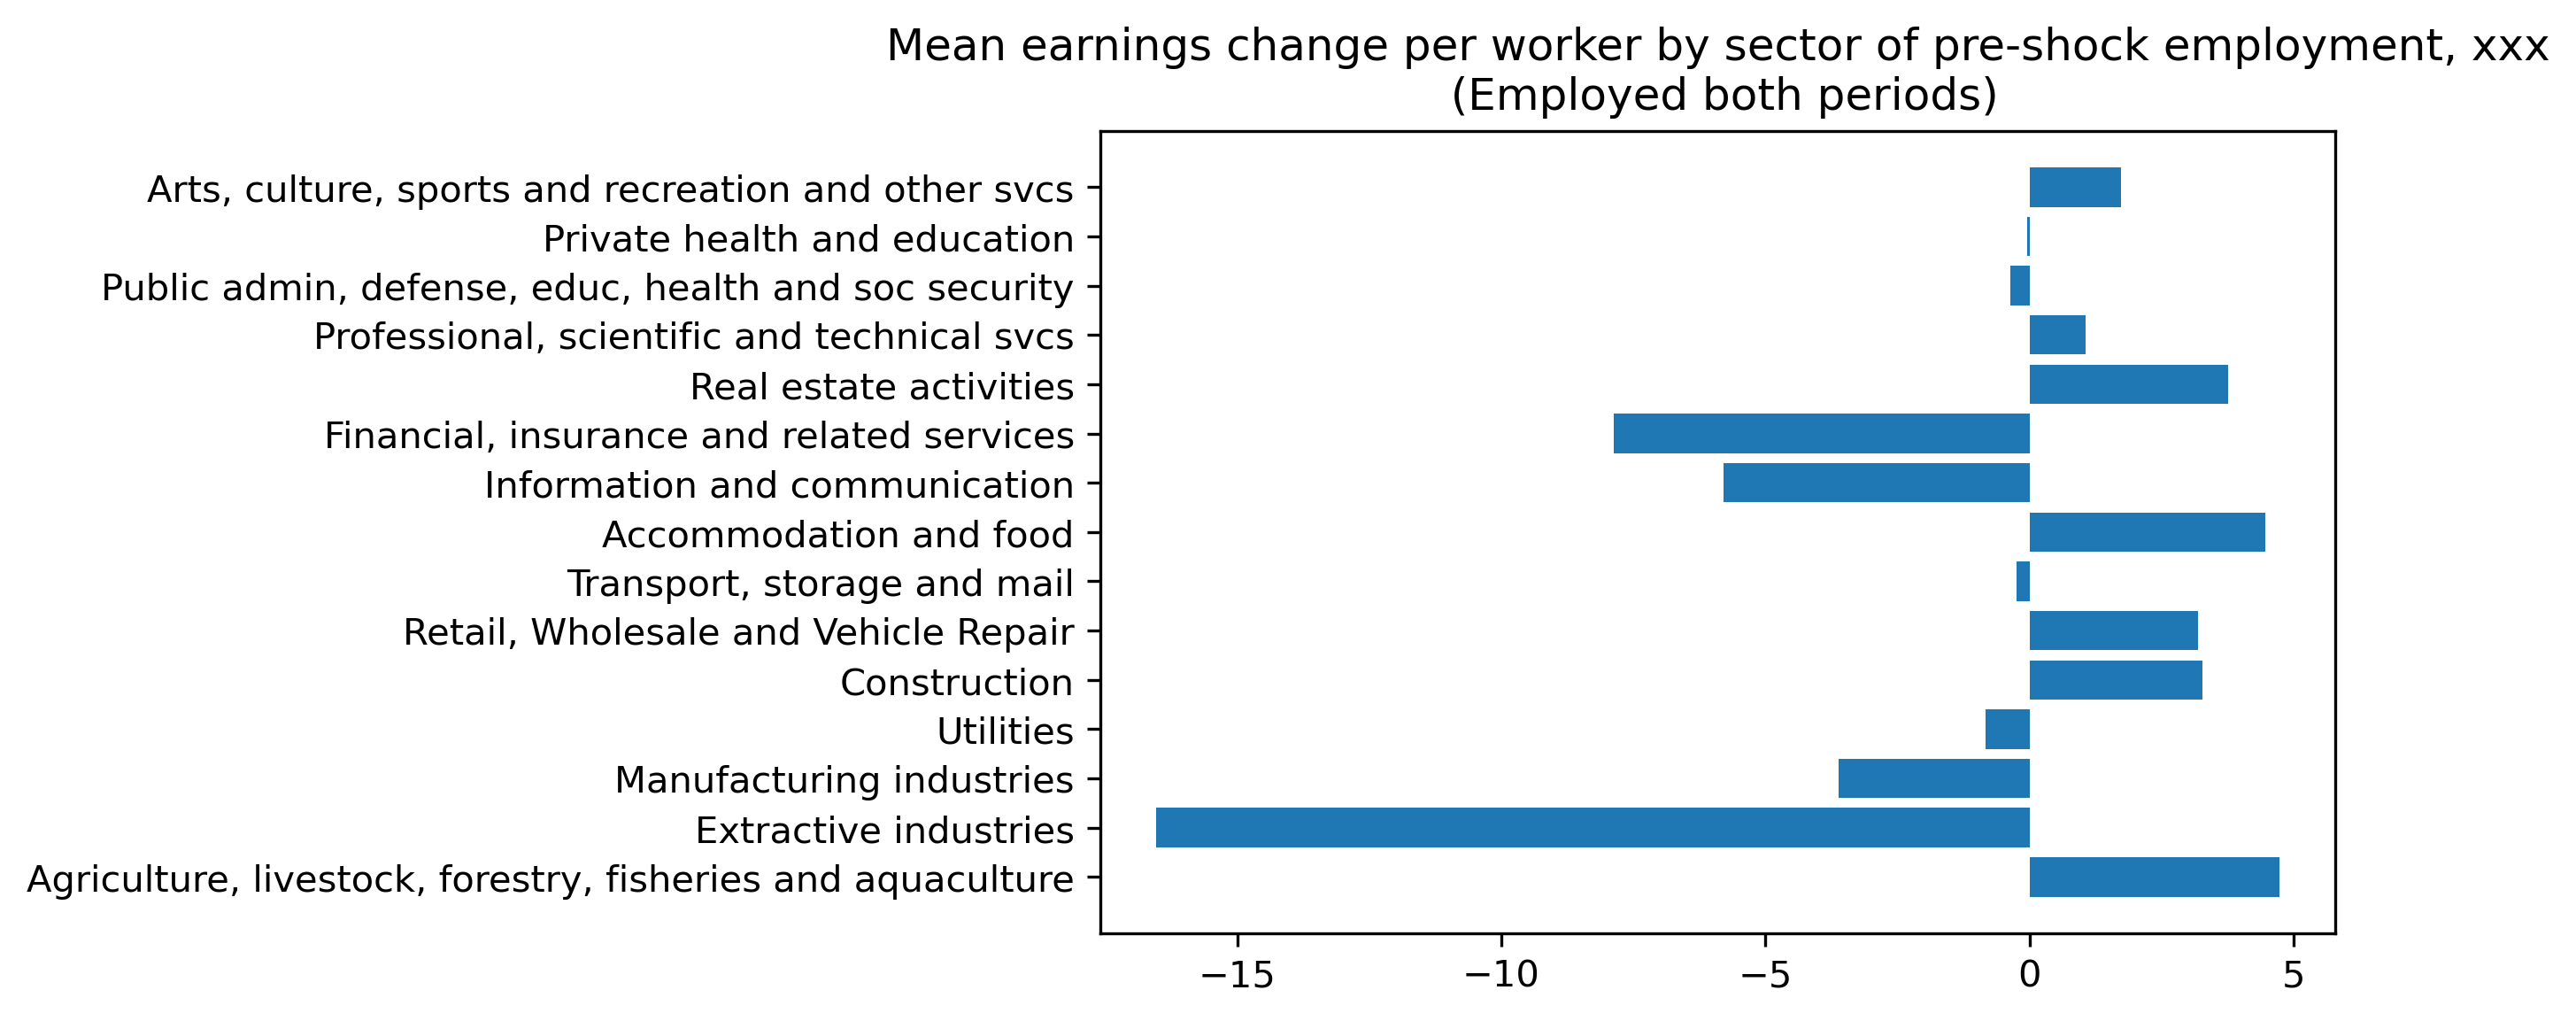 Mean earnings change per worker by sector of pre-shock employment, xxx
(Employed both periods)
Arts, culture, sports and recreation and other svcs
Private health and education
Public admin, defense, educ, health and soc security
Professional, scientific and technical svcs
Real estate activities
Financial, insurance and related services
Information and communication
Accommodation and food
Transport, storage and mail
Retail, Wholesale and Vehicle Repair
Construction
Utilities
Manufacturing industries
Extractive industries
Agriculture, livestock, forestry, fisheries and aquaculture
−15 −10 −5 0 5